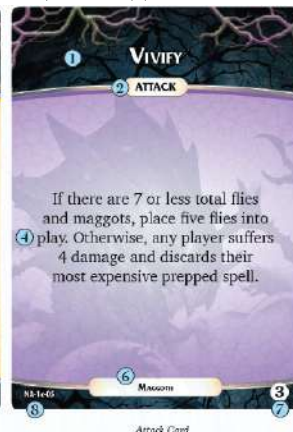 1
VIVIFY
2 ATTACK
If there are 7 or less total flies
and maggots, place five flies into
4 play. Otherwise, any player suffers
4 damage and discards their
most expensive prepped spell.
6
MAGGOTH
NA-1e-05
3
8
7
Attack Card